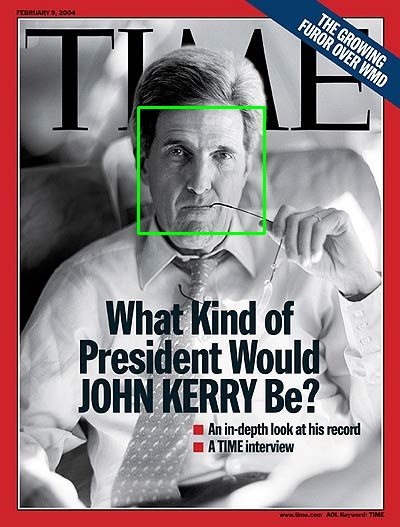 FEBRUARY 9, 2004
THE GROWING
FUROR OVER WMD
TIME
What Kind of
President Would
JOHN KERRY Be?
An in-depth look at his record
A TIME interview
www.time.com AOL Keyword: TIME